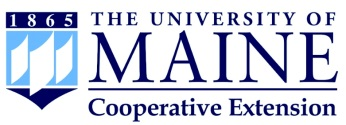 1865
THE UNIVERSITY OF
MAINE
Cooperative Extension